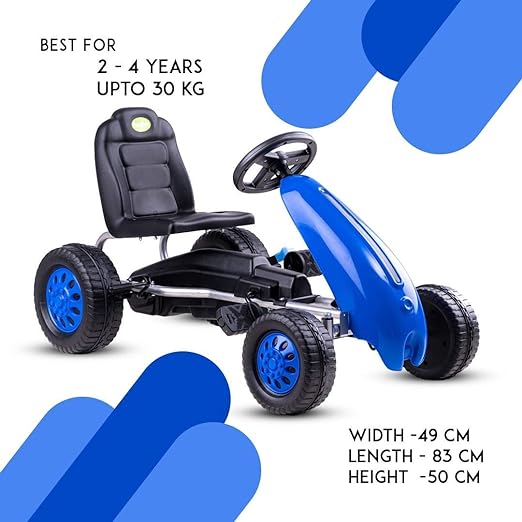 BEST FOR
2 - 4 YEARS
UPTO 30 KG
WIDTH -49 CM
LENGTH - 83 CM
HEIGHT -50 CM